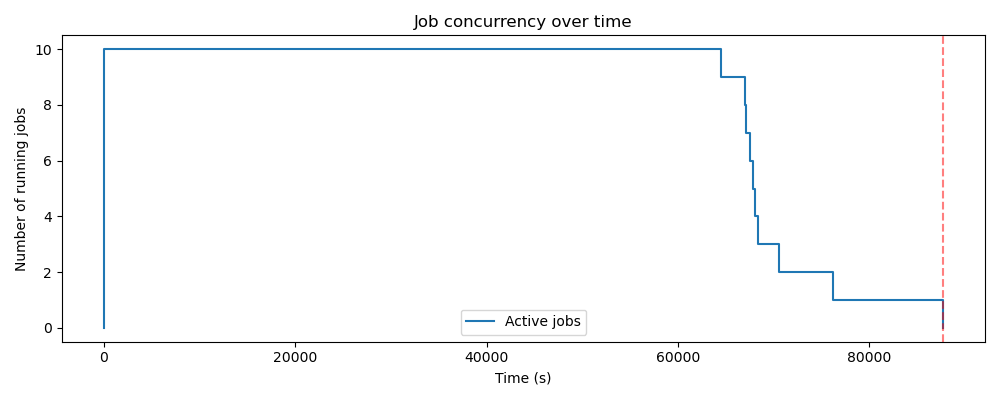 Job concurrency over time
Number of running jobs
10
8
6
4
2
0
Active jobs
0 20000 40000 60000 80000
Time (s)